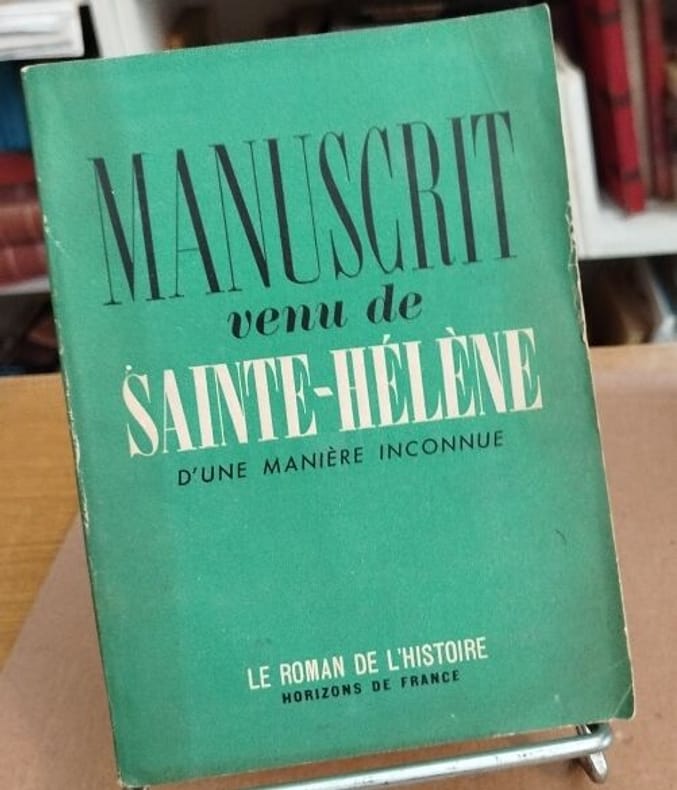 MANUSCRIT
venu de
SAINTE-HÉLÈNE
D'UNE MANIÈRE INCONNUE
LE ROMAN DE L'HISTOIRE
HORIZONS DE FRANCE